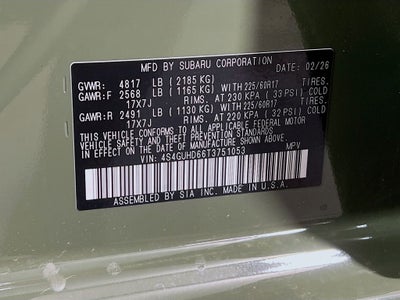 MFD BY SUBARU CORPORATION DATE: 02/26
GVWR: 4817 LB ( 2185 KG)
GAWR:F 2568 LB ( 1165 KG) WITH 225/60R17 TIRES.
17X7J RIMS. AT 230 KPA ( 33 PSI) COLD
GAWR:R 2491 LB ( 1130 KG) WITH 225/60R17 TIRES.
17X7J RIMS. AT 220 KPA ( 32 PSI) COLD
THIS VEHICLE CONFORMS TO ALL APPLICABLE FEDERAL MOTOR
VEHICLE SAFETY AND THEFT PREVENTION STANDARDS
IN EFFECT ON THE DATE OF MANUFACTURE SHOWN ABOVE.
VIN: 4S4GUHD66T3751053 MPV
ASSEMBLED BY SIA INC. MADE IN U.S.A.